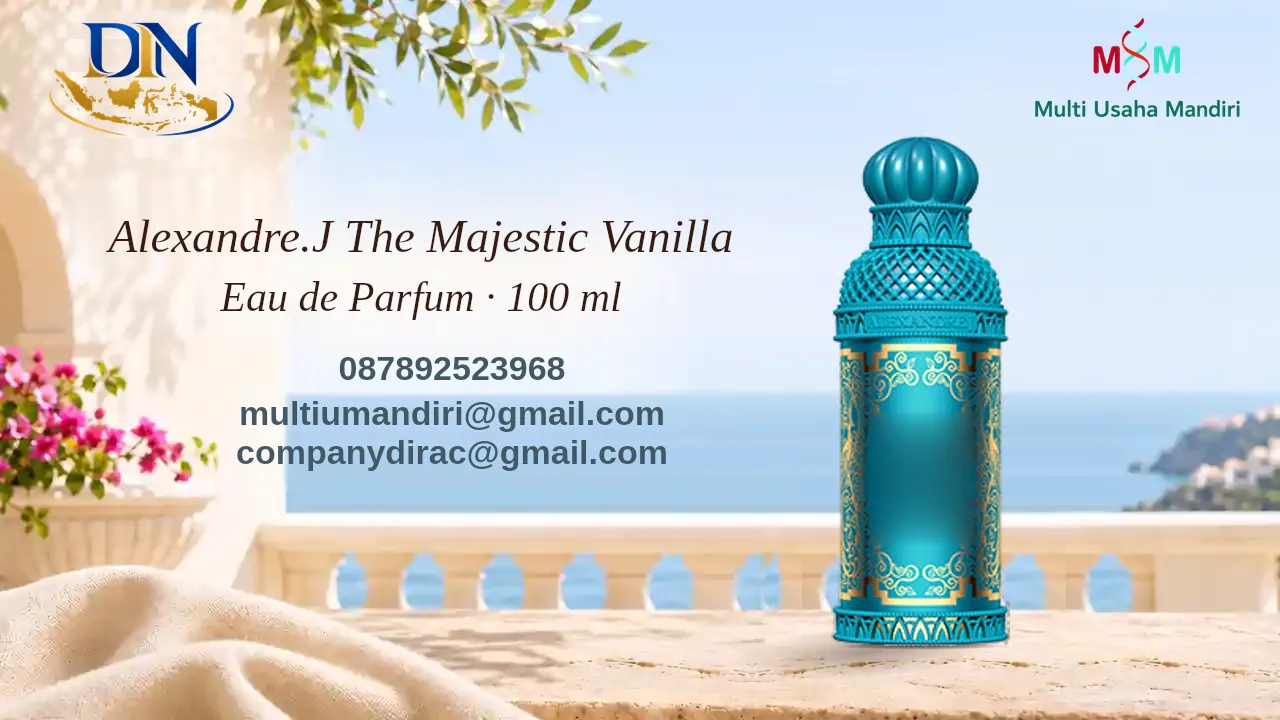 DIN
M M
Multi Usaha Mandiri
Alexandre.J The Majestic Vanilla
Eau de Parfum · 100 ml
087892523968
multiumandiri@gmail.com
companydirac@gmail.com